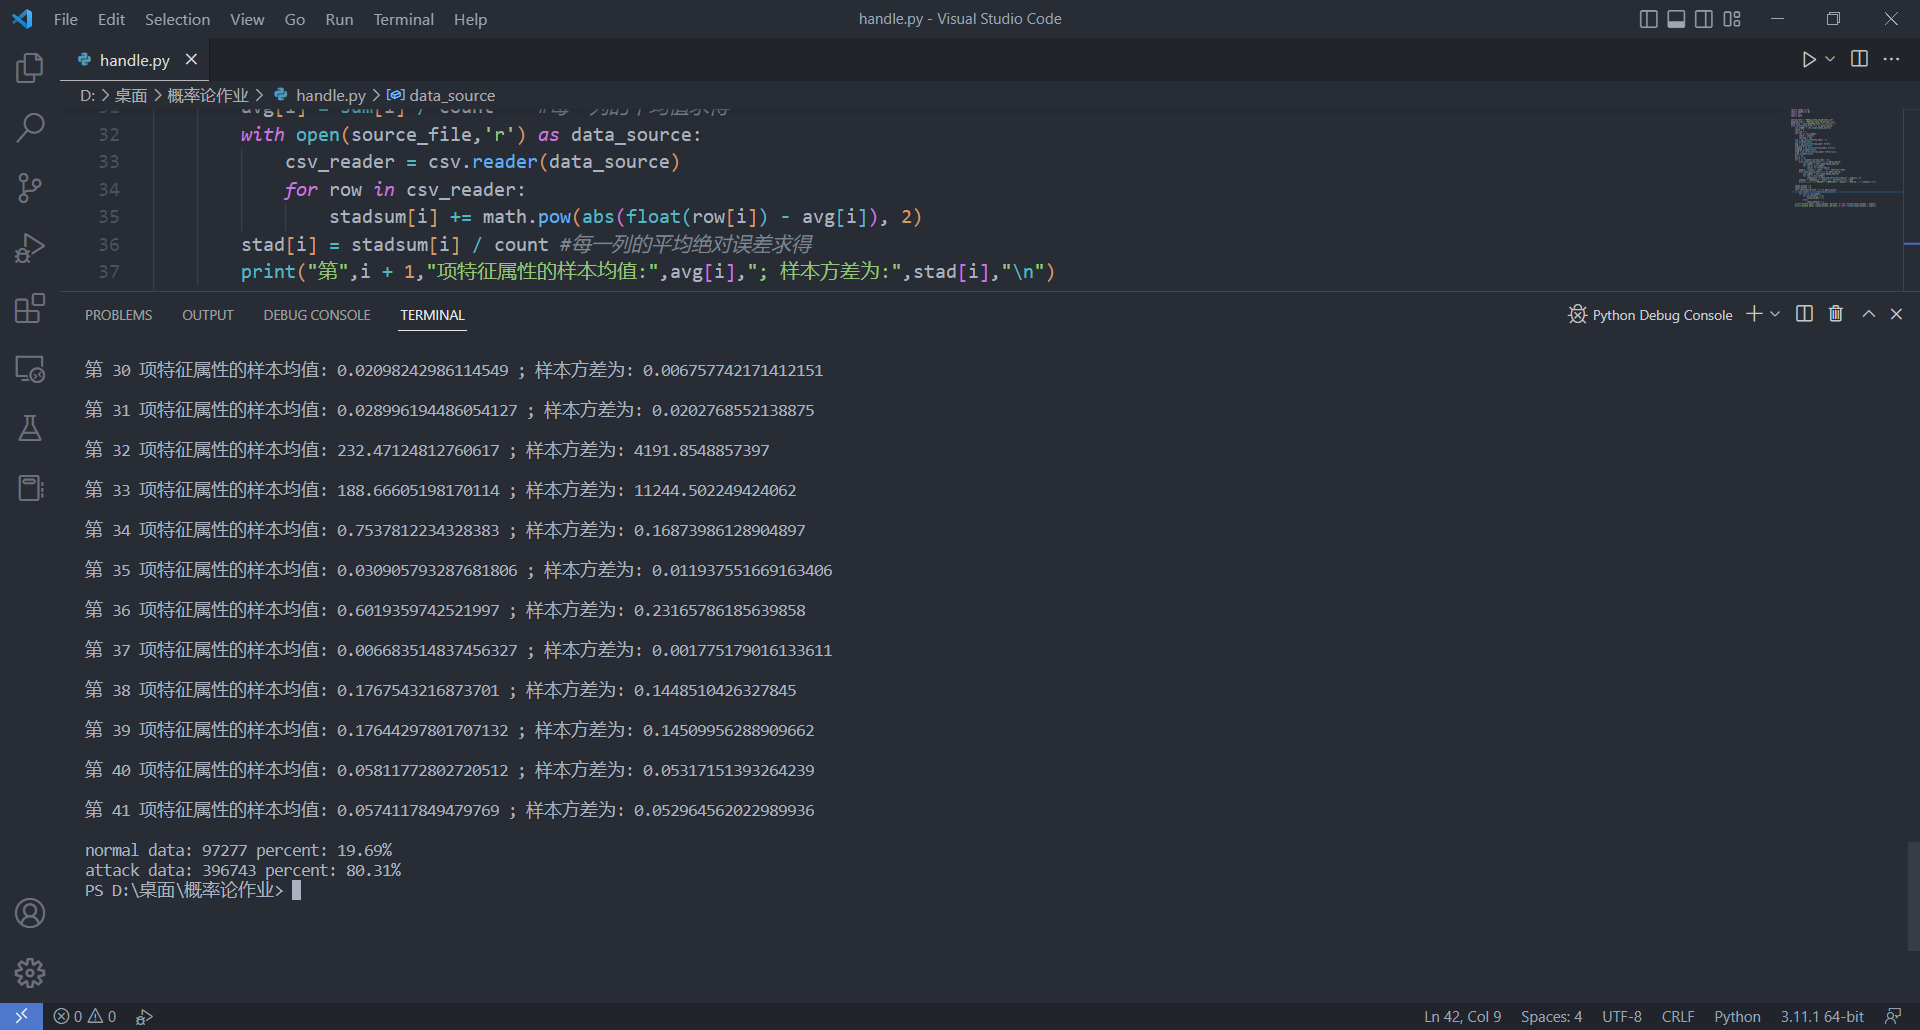 File Edit Selection View Go Run Terminal Help
handle.py - Visual Studio Code
handle.py
D: > 桌面 > 概率论作业 > handle.py > data_source
31 avg[i] = sum[i] / count #每一列的平均值求得
32 with open(source_file,'r') as data_source:
33 csv_reader = csv.reader(data_source)
34 for row in csv_reader:
35 stadsum[i] += math.pow(abs(float(row[i]) - avg[i]), 2)
36 stad[i] = stadsum[i] / count #每一列的平均绝对误差求得
37 print("第",i + 1,"项特征属性的样本均值:",avg[i],"; 样本方差为:",stad[i],"\n")
PROBLEMS OUTPUT DEBUG CONSOLE TERMINAL
Python Debug Console
第 30 项特征属性的样本均值: 0.02098242986114549 ; 样本方差为: 0.006757742171412151
第 31 项特征属性的样本均值: 0.028996194486054127 ; 样本方差为: 0.0202768552138875
第 32 项特征属性的样本均值: 232.47124812760617 ; 样本方差为: 4191.8548857397
第 33 项特征属性的样本均值: 188.66605198170114 ; 样本方差为: 11244.502249424062
第 34 项特征属性的样本均值: 0.7537812234328383 ; 样本方差为: 0.16873986128904897
第 35 项特征属性的样本均值: 0.030905793287681806 ; 样本方差为: 0.011937551669163406
第 36 项特征属性的样本均值: 0.6019359742521997 ; 样本方差为: 0.23165786185639858
第 37 项特征属性的样本均值: 0.006683514837456327 ; 样本方差为: 0.001775179016133611
第 38 项特征属性的样本均值: 0.1767543216873701 ; 样本方差为: 0.1448510426327845
第 39 项特征属性的样本均值: 0.17644297801707132 ; 样本方差为: 0.14509956288909662
第 40 项特征属性的样本均值: 0.05811772802720512 ; 样本方差为: 0.05317151393264239
第 41 项特征属性的样本均值: 0.0574117849479769 ; 样本方差为: 0.052964562022989936
normal data: 97277 percent: 19.69%
attack data: 396743 percent: 80.31%
PS D:\桌面\概率论作业>
0 0
Ln 42, Col 9 Spaces: 4 UTF-8 CRLF Python 3.11.1 64-bit